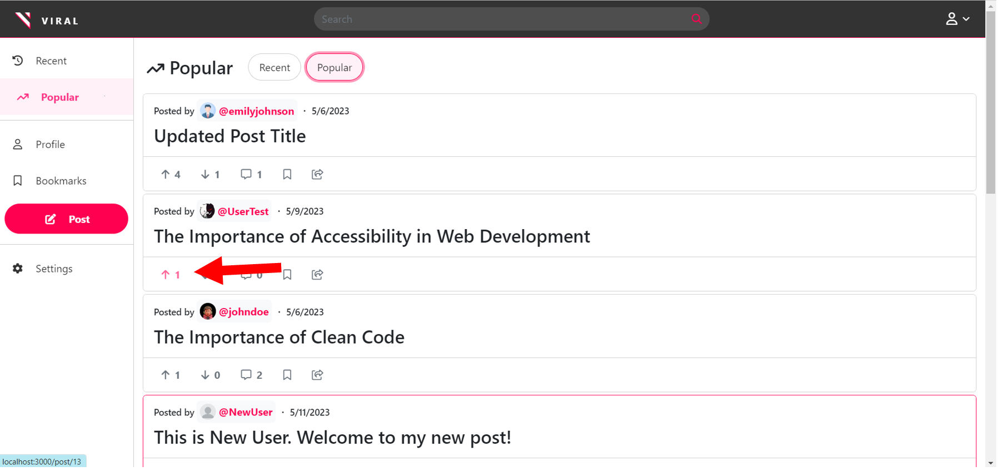 VIRAL
Search
Recent
Popular
Profile
Bookmarks
Post
Settings
Popular
Recent
Popular
Posted by @emilyjohnson · 5/6/2023
Updated Post Title
4 1 1
Posted by @UserTest · 5/9/2023
The Importance of Accessibility in Web Development
1 0
Posted by @johndoe · 5/6/2023
The Importance of Clean Code
1 0 2
Posted by @NewUser · 5/11/2023
This is New User. Welcome to my new post!
localhost:3000/post/13